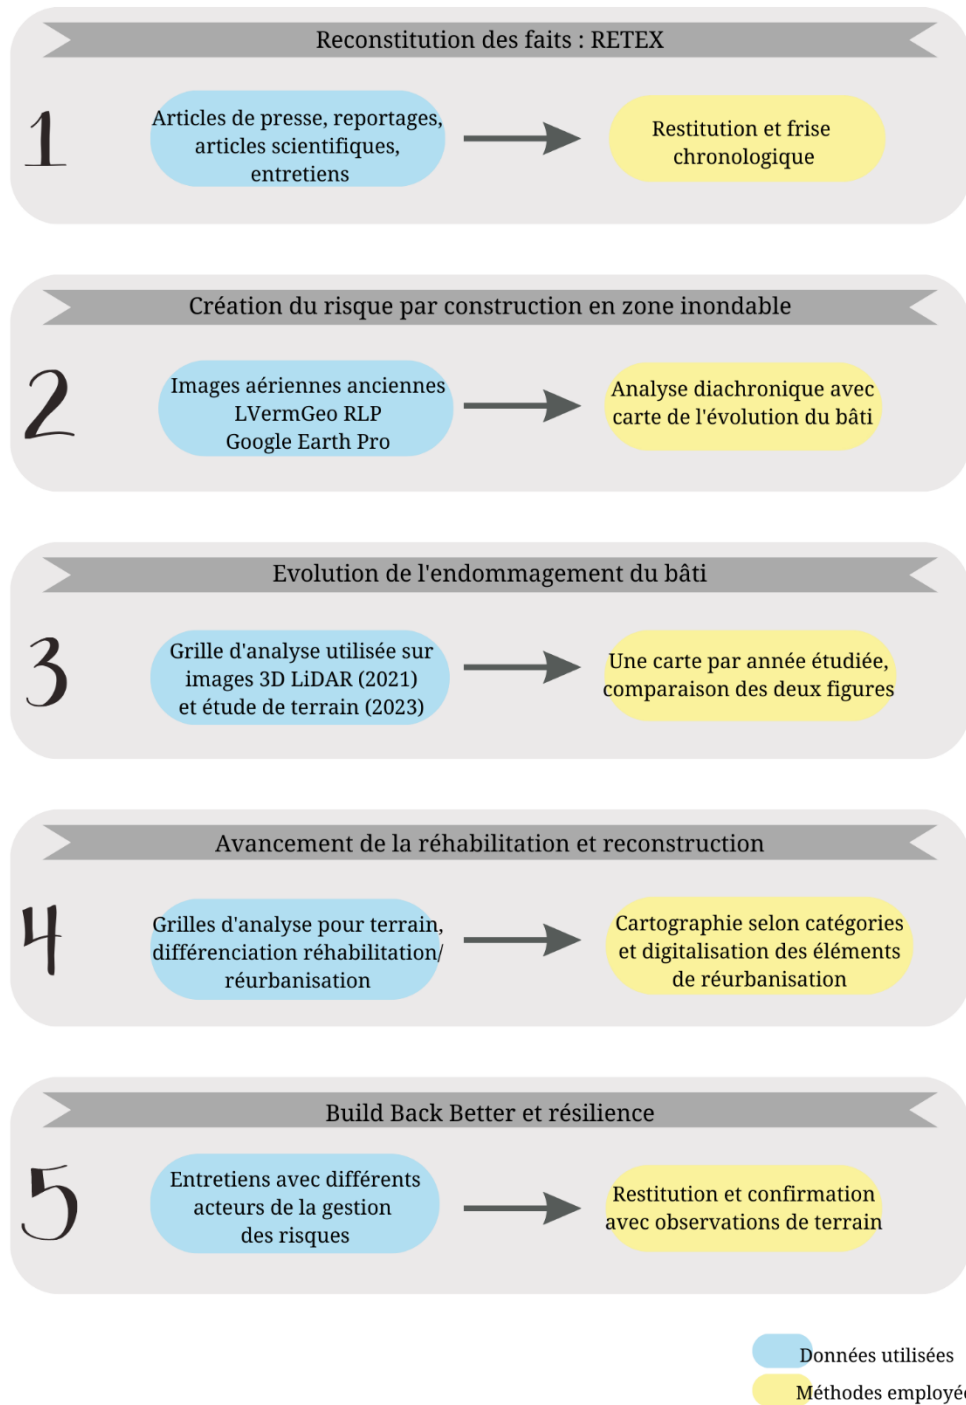 Reconstitution des faits : RETEX
1
Articles de presse, reportages,
articles scientifiques,
entretiens
Restitution et frise
chronologique
Création du risque par construction en zone inondable
2
Images aériennes anciennes
LVermGeo RLP
Google Earth Pro
Analyse diachronique avec
carte de l'évolution du bâti
Evolution de l'endommagement du bâti
3
Grille d'analyse utilisée sur
images 3D LiDAR (2021)
et étude de terrain (2023)
Une carte par année étudiée,
comparaison des deux figures
Avancement de la réhabilitation et reconstruction
4
Grilles d'analyse pour terrain,
différenciation réhabilitation/
réurbanisation
Cartographie selon catégories
et digitalisation des éléments
de réurbanisation
Build Back Better et résilience
5
Entretiens avec différents
acteurs de la gestion
des risques
Restitution et confirmation
avec observations de terrain
Données utilisées
Méthodes employée